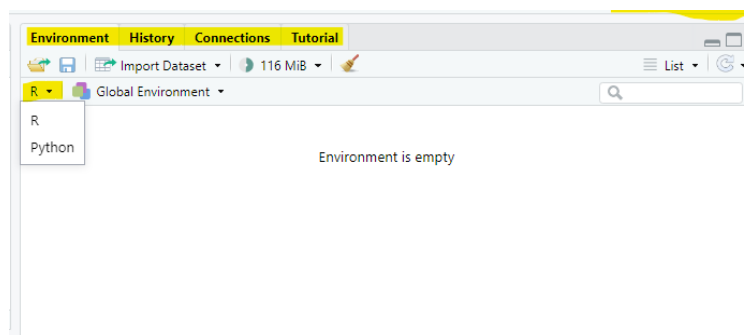 Environment History Connections Tutorial
Import Dataset 116 MiB List
R Global Environment
R
Python
Environment is empty